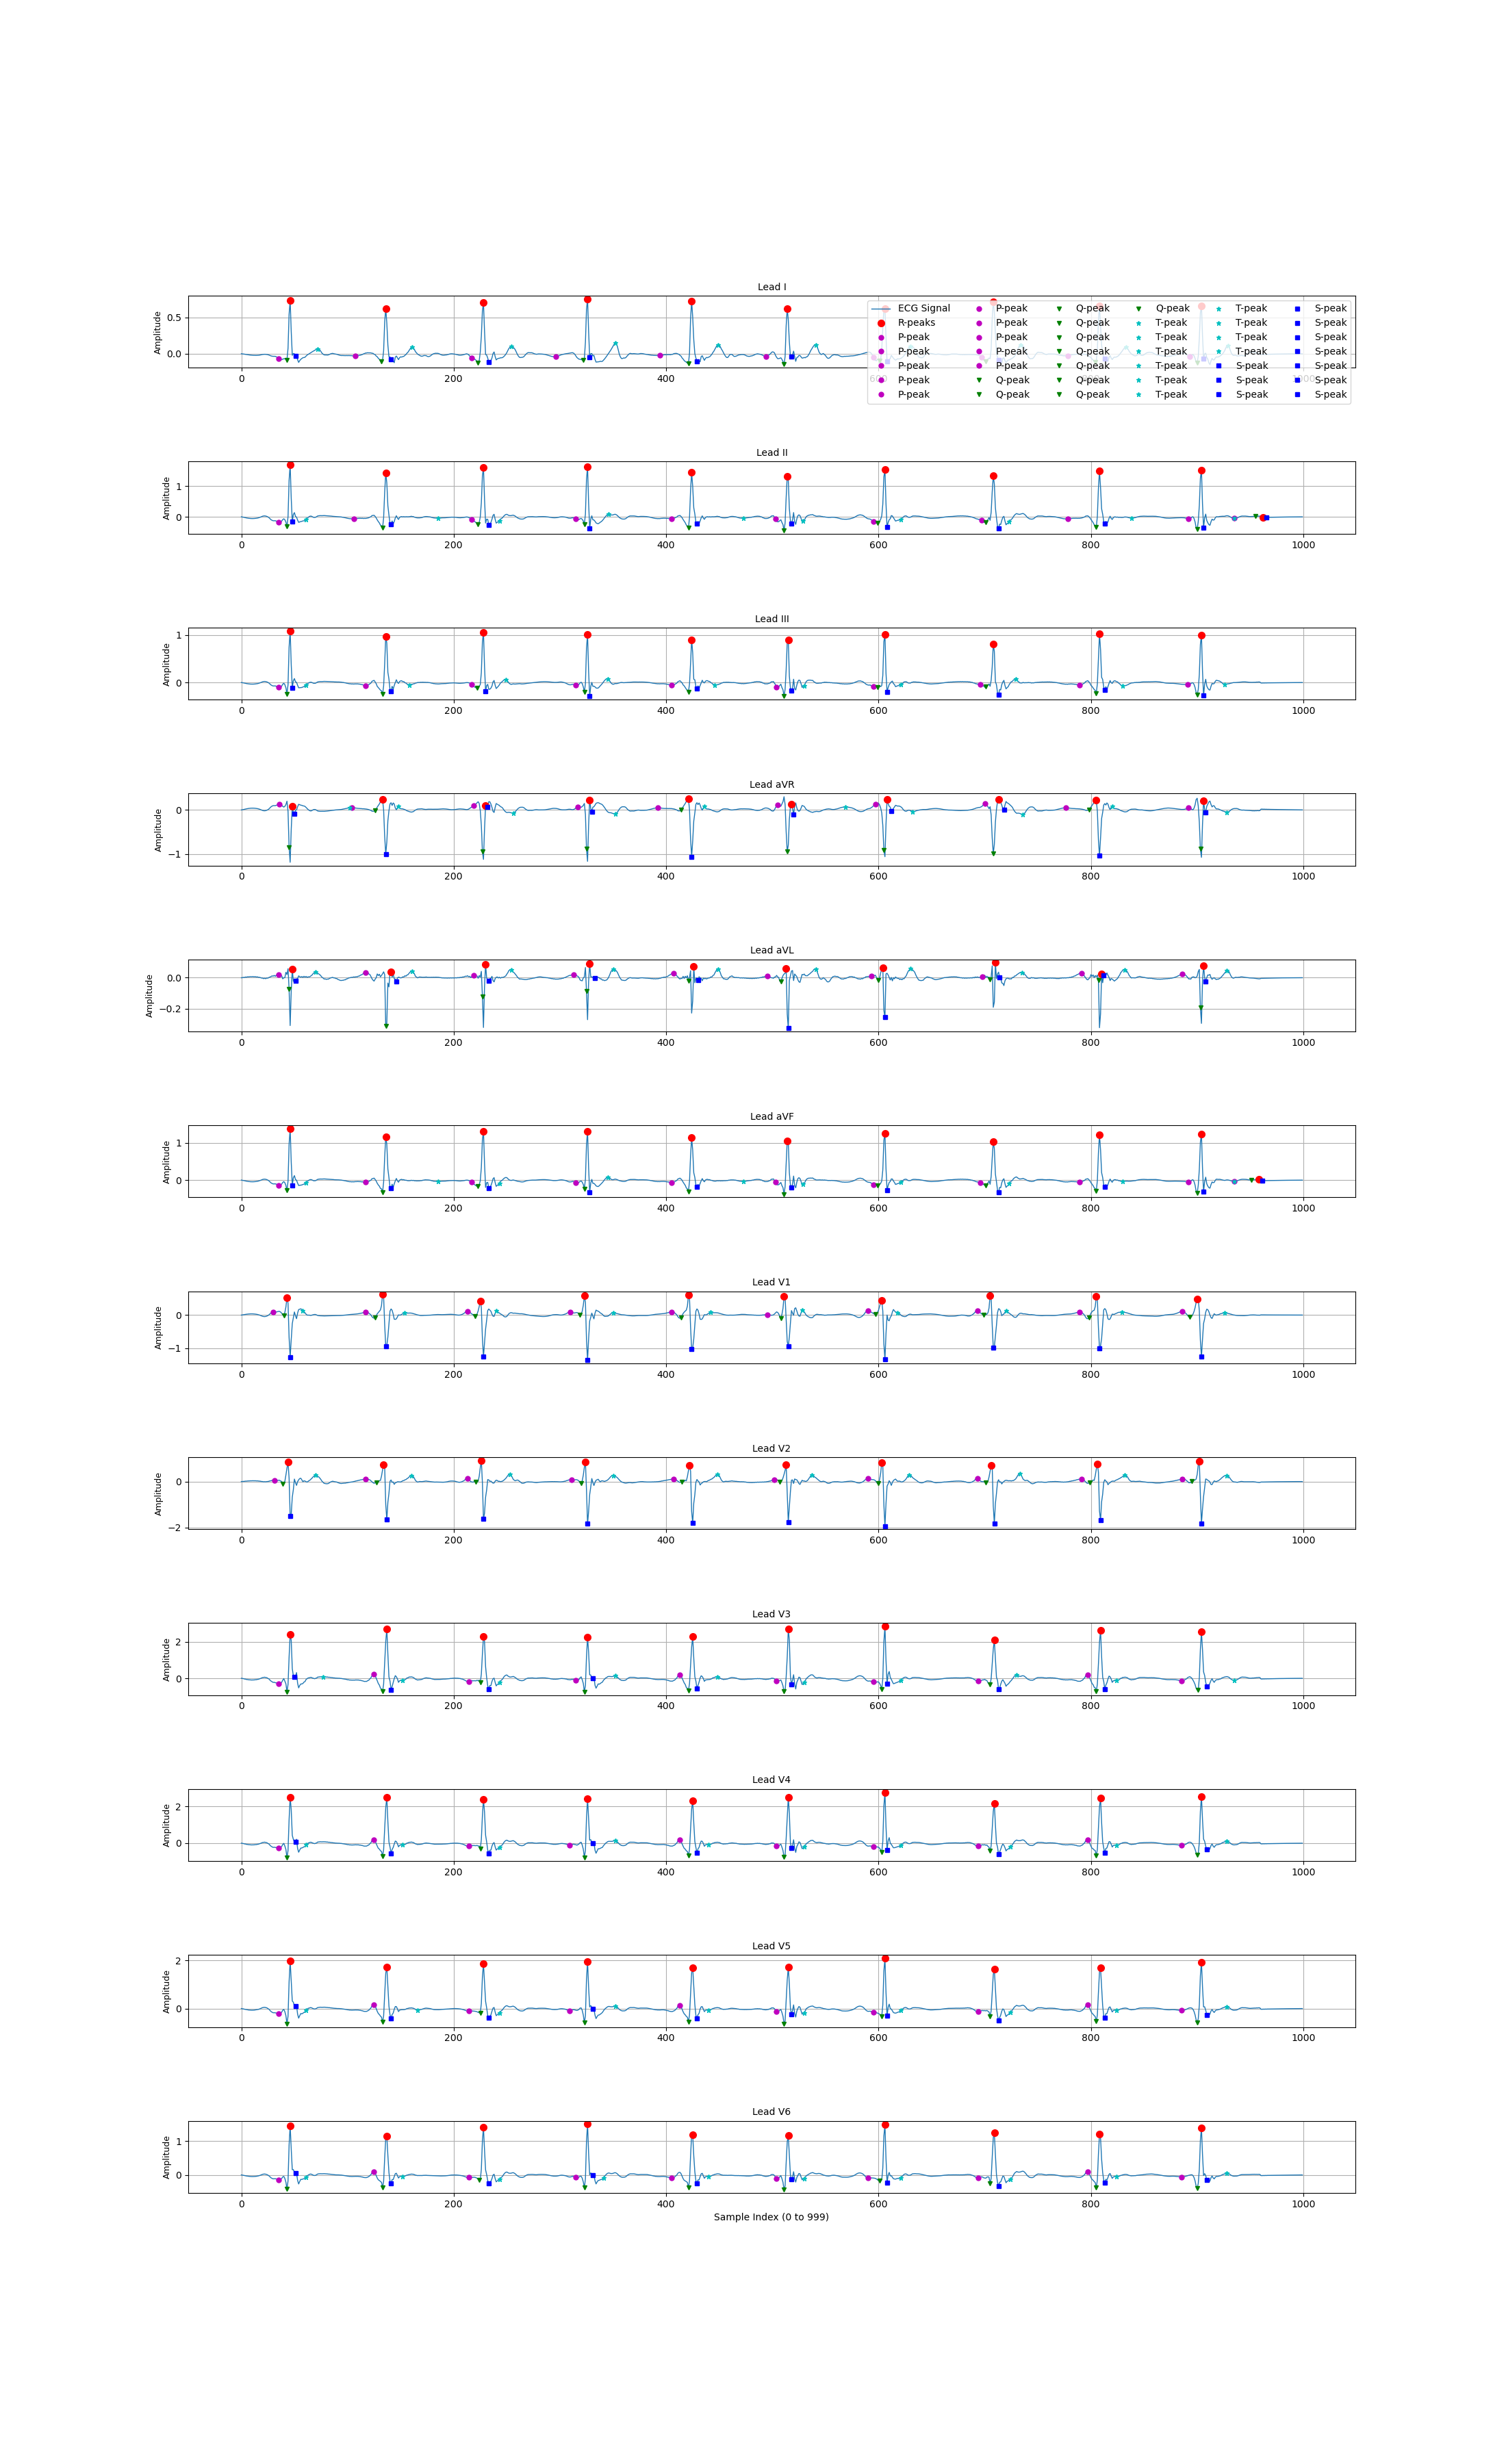 Lead I
Amplitude
0.5
0.0
ECG Signal P-peak Q-peak Q-peak T-peak S-peak
R-peaks P-peak Q-peak T-peak T-peak S-peak
P-peak P-peak Q-peak T-peak T-peak S-peak
P-peak P-peak Q-peak T-peak T-peak S-peak
P-peak P-peak Q-peak T-peak S-peak S-peak
P-peak Q-peak Q-peak T-peak S-peak S-peak
P-peak Q-peak Q-peak T-peak S-peak S-peak
0 200 400 600 800 1000
Lead II
Amplitude
1
0
0 200 400 600 800 1000
Lead III
Amplitude
1
0
0 200 400 600 800 1000
Lead aVR
Amplitude
0
−1
0 200 400 600 800 1000
Lead aVL
Amplitude
0.0
−0.2
0 200 400 600 800 1000
Lead aVF
Amplitude
1
0
0 200 400 600 800 1000
Lead V1
Amplitude
0
−1
0 200 400 600 800 1000
Lead V2
Amplitude
0
−2
0 200 400 600 800 1000
Lead V3
Amplitude
2
0
0 200 400 600 800 1000
Lead V4
Amplitude
2
0
0 200 400 600 800 1000
Lead V5
Amplitude
2
0
0 200 400 600 800 1000
Lead V6
Amplitude
1
0
0 200 400 600 800 1000
Sample Index (0 to 999)